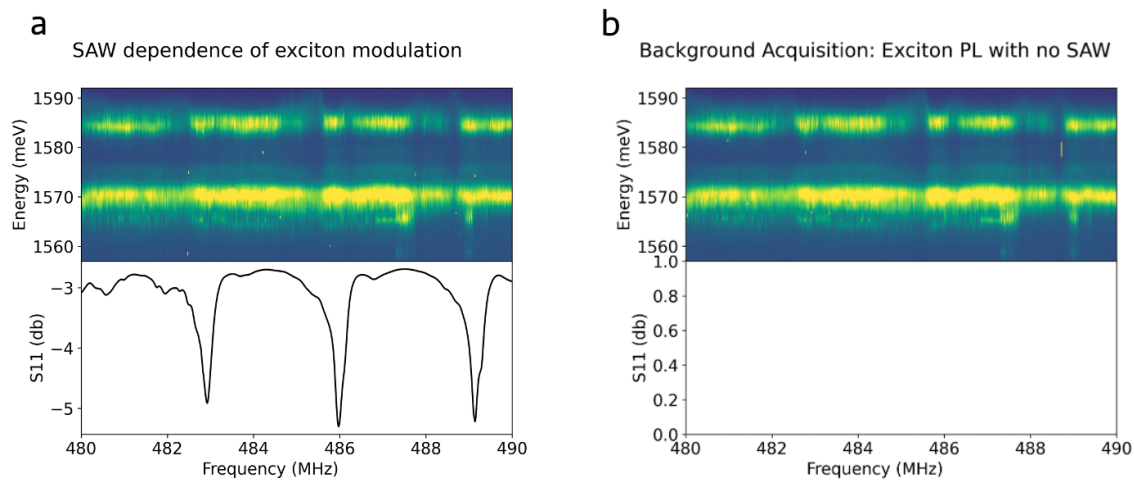 a
SAW dependence of exciton modulation
1590
1580
1570
1560
Energy (meV)
−3
−4
−5
S11 (db)
480 482 484 486 488 490
Frequency (MHz)
b
Background Acquisition: Exciton PL with no SAW
1590
1580
1570
1560
Energy (meV)
1.0
0.8
0.6
0.4
0.2
0.0
S11 (db)
480 482 484 486 488 490
Frequency (MHz)